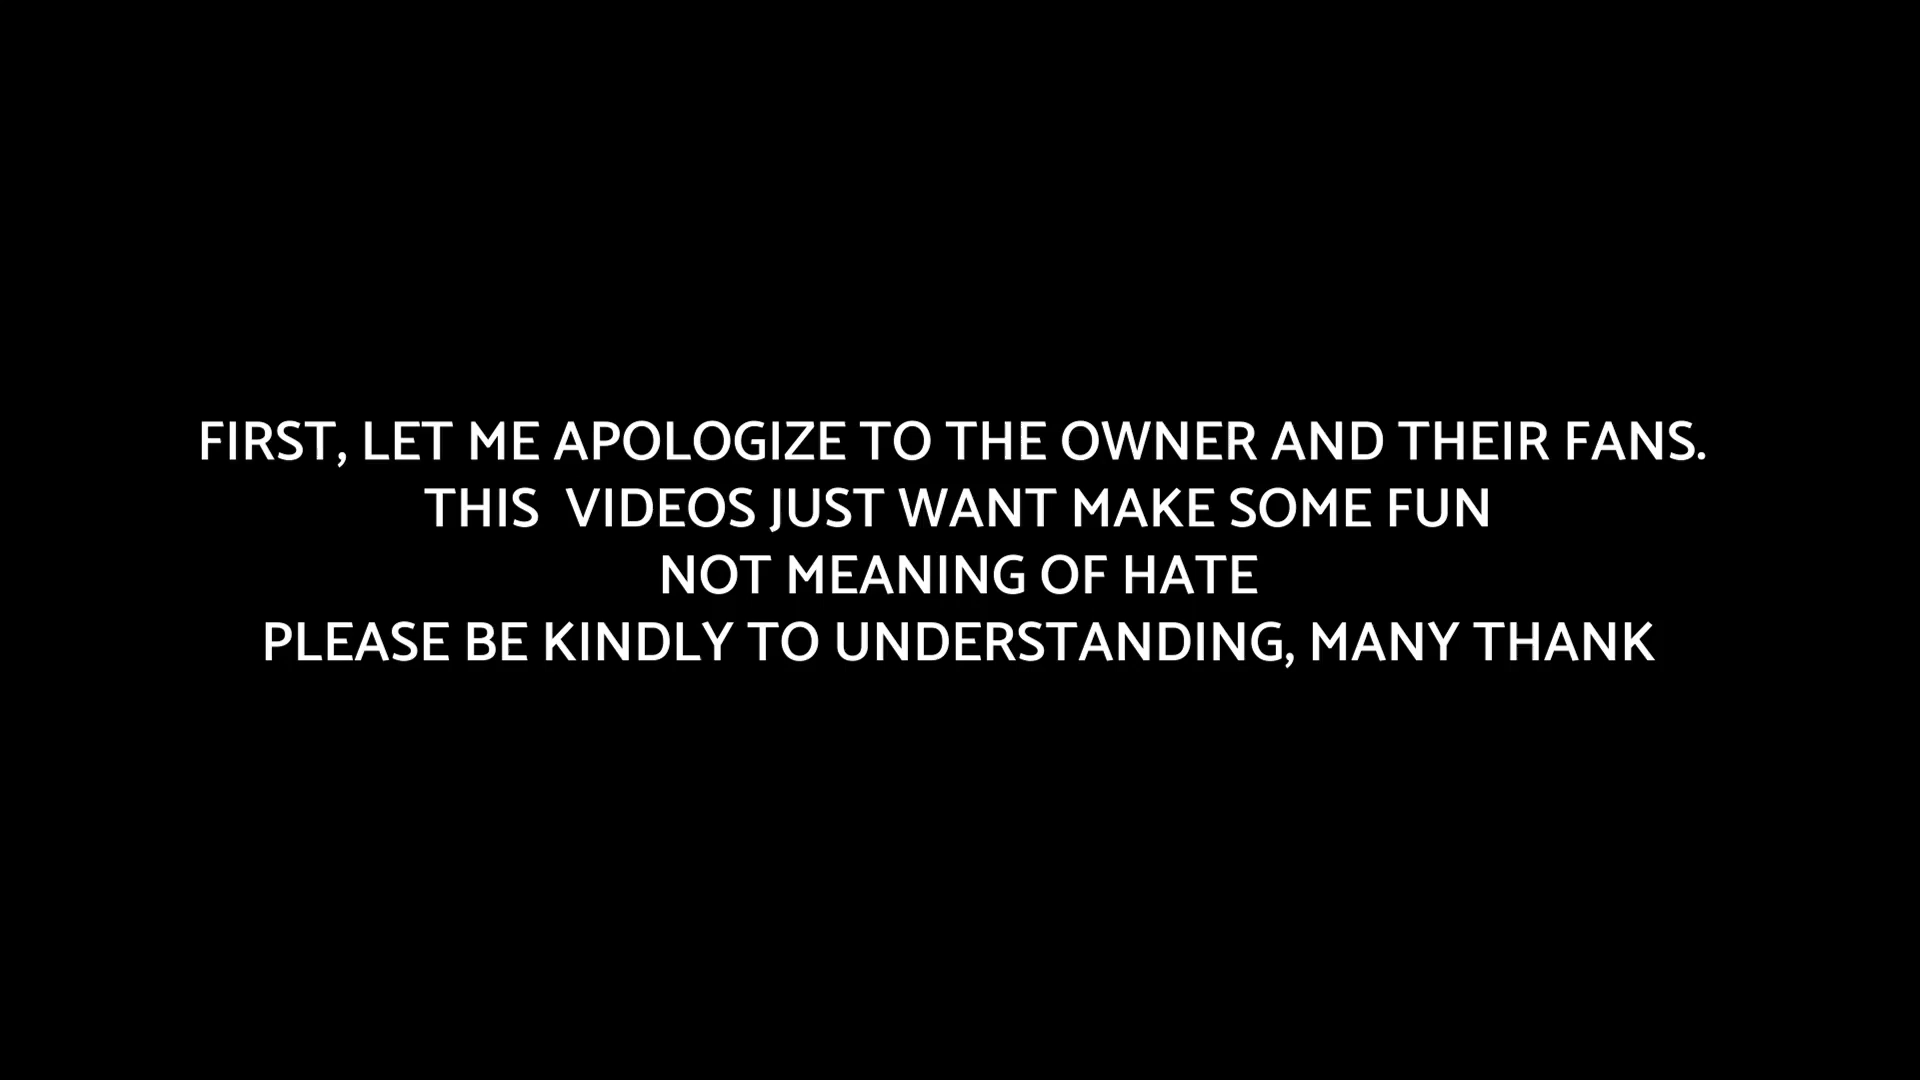 FIRST, LET ME APOLOGIZE TO THE OWNER AND THEIR FANS.
THIS  VIDEOS JUST WANT MAKE SOME FUN
NOT MEANING OF HATE
PLEASE BE KINDLY TO UNDERSTANDING, MANY THANK